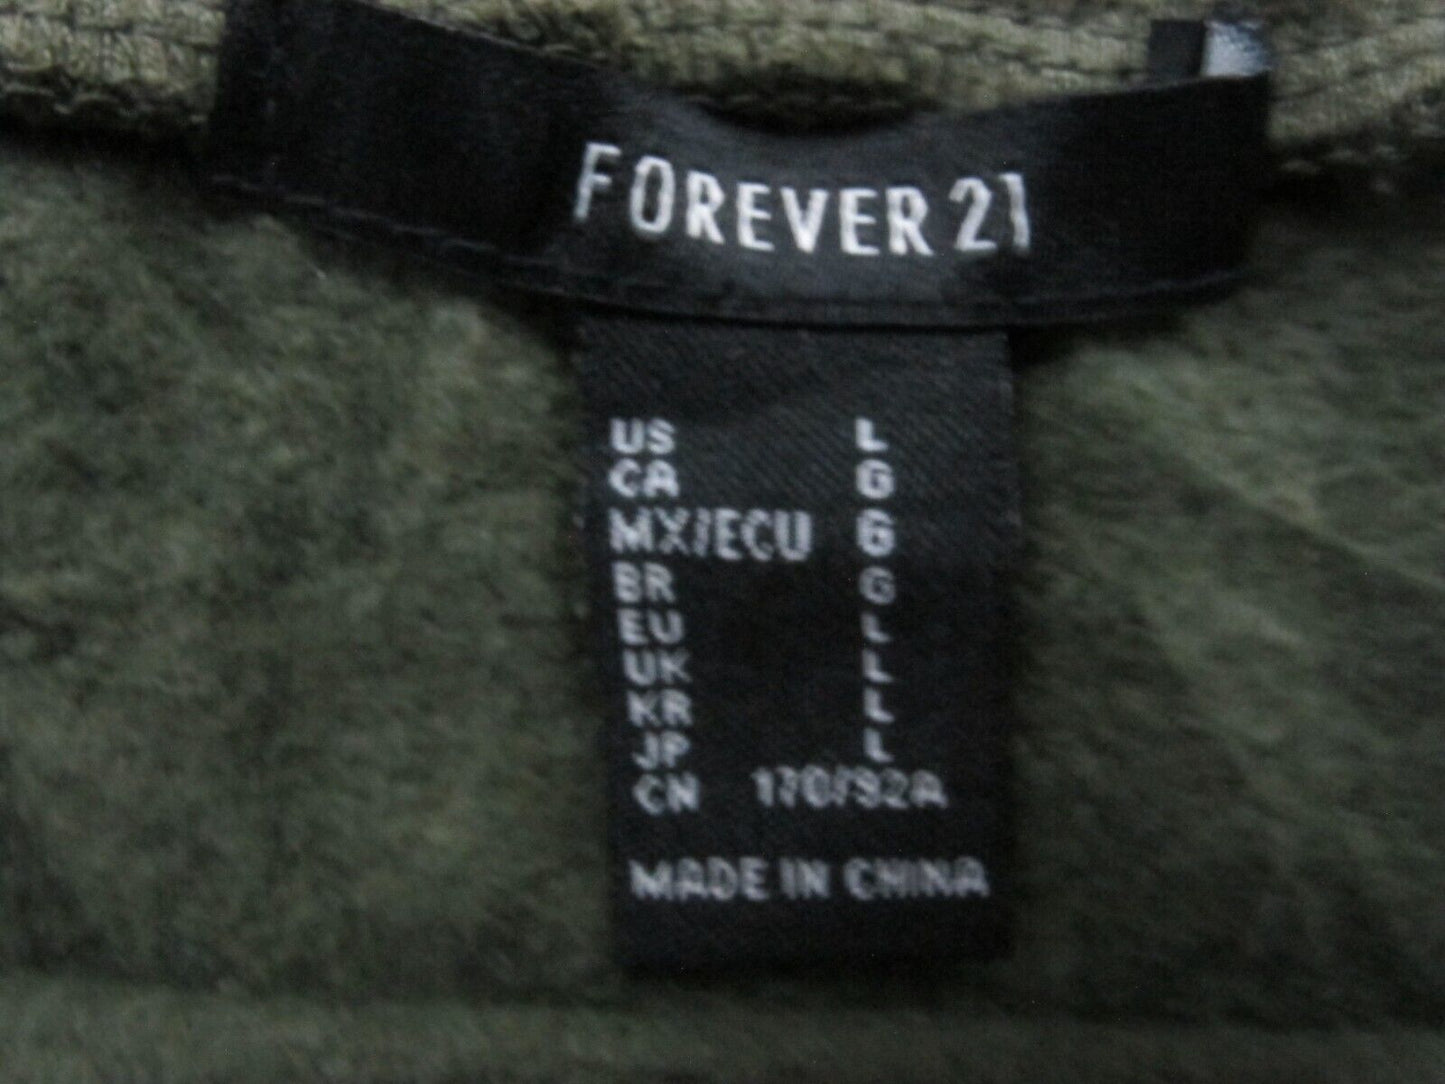 FOREVER 21
US L
CA G
MX/ECU G
BR G
EU L
UK L
KR L
JP L
CN 170/92A
MADE IN CHINA